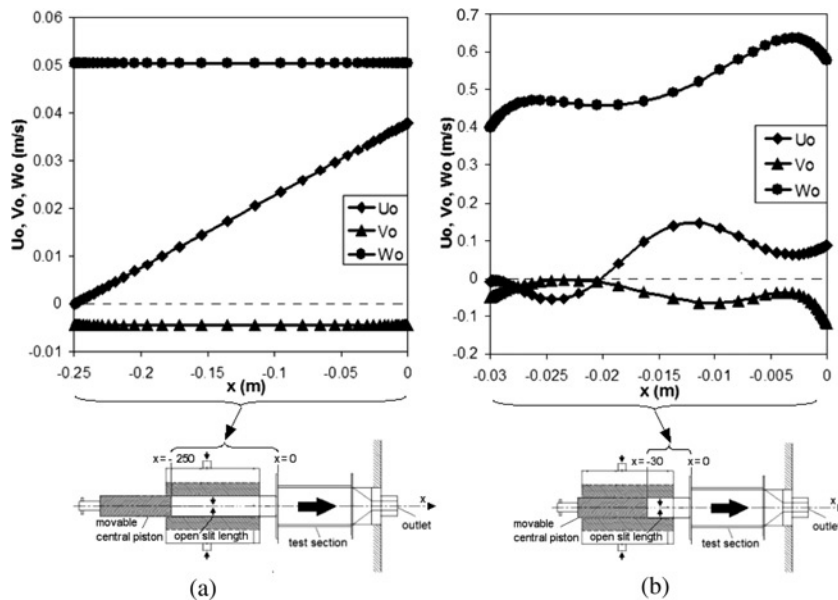 Uo, Vo, Wo (m/s)
0.06
0.05
0.04
0.03
0.02
0.01
0
-0.01
-0.25
-0.2
-0.15
-0.1
-0.05
0
x (m)
Uo
Vo
Wo
x= - 250
x=0
x
movable
central piston
open slit length
test section
outlet
(a)
Uo, Vo, Wo (m/s)
0.7
0.6
0.5
0.4
0.3
0.2
0.1
0
-0.1
-0.2
-0.03
-0.025
-0.02
-0.015
-0.01
-0.005
0
x (m)
Uo
Vo
Wo
x= -30
x=0
x
movable
central piston
open slit length
test section
outlet
(b)